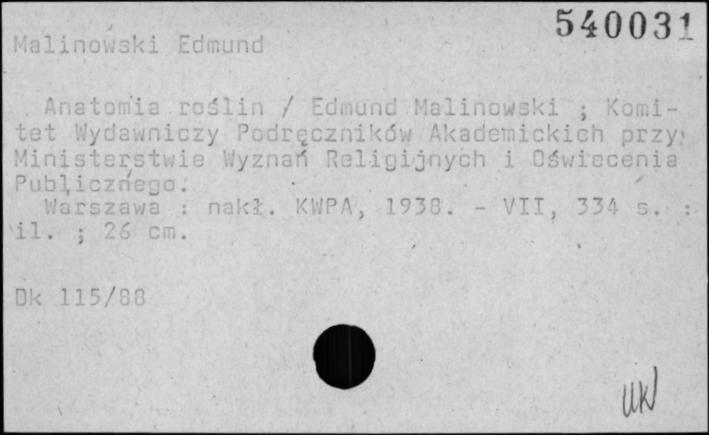 540031
Malinowski Edmund
Anatomia roślin / Edmund Malinowski ; Komi-
tet Wydawniczy Podręczników Akademickich przy
Ministerstwie Wyznań Religijnych i Oświecenia
Publicznego.
Warszawa : nakł. KWPA, 1938. - VII, 334 s. :
il. ; 26 cm.
Dk 115/88
UW